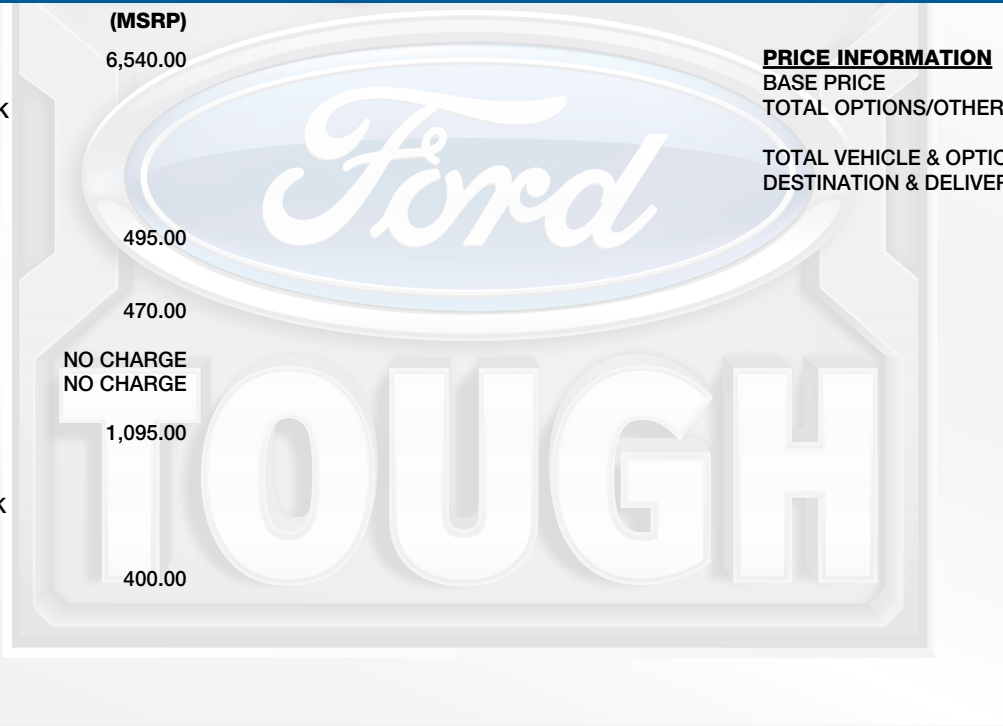 (MSRP)
6,540.00
K
495.00
470.00
NO CHARGE
NO CHARGE
1,095.00
K
400.00
PRICE INFORMATION
BASE PRICE
TOTAL OPTIONS/OTHER
TOTAL VEHICLE & OPTIO
DESTINATION & DELIVER
Ford
TOUGH